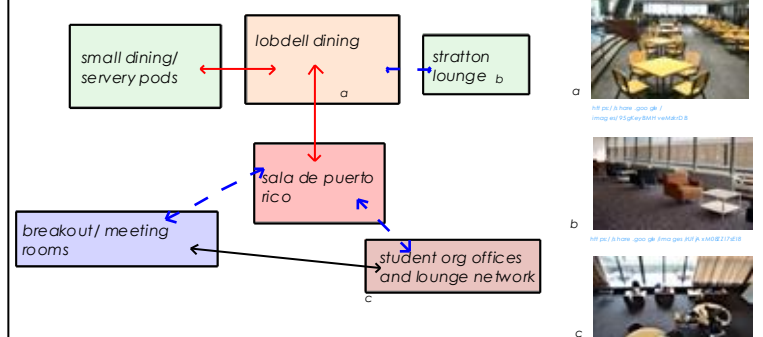 small dining/
servery pods
lobdell dining
a
stratton
lounge b
sala de puerto
rico
breakout/ meeting
rooms
student org offices
and lounge network
c
a
b
c